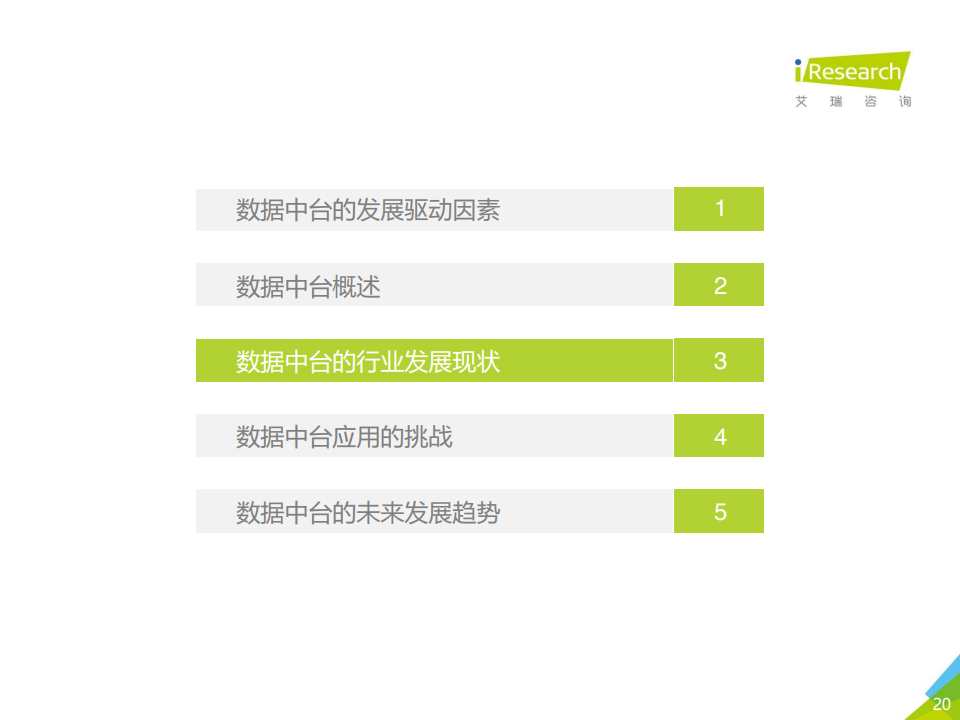 iResearch
艾瑞咨询
数据中台的发展驱动因素 1
数据中台概述 2
数据中台的行业发展现状 3
数据中台应用的挑战 4
数据中台的未来发展趋势 5
20